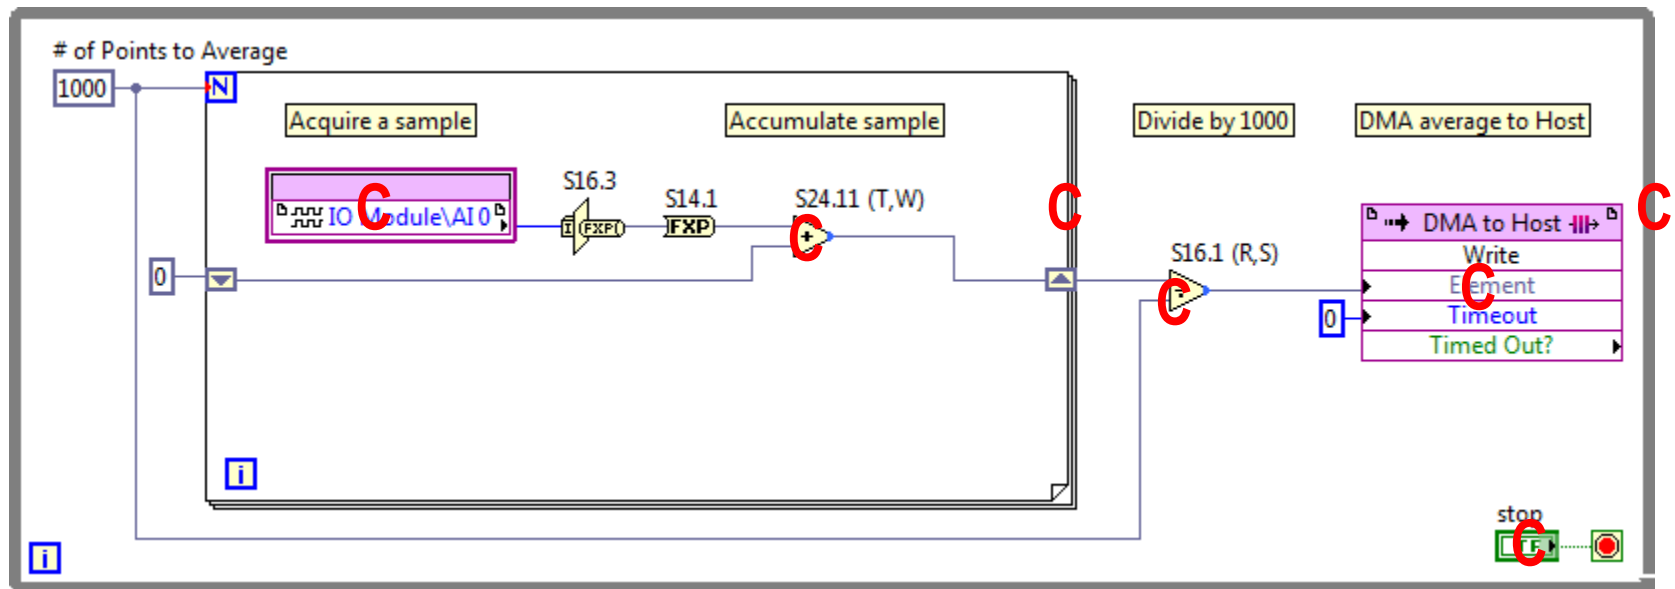 # of Points to Average
1000
N
Acquire a sample
Accumulate sample
Divide by 1000
DMA average to Host
S16.3
S14.1
S24.11 (T,W)
C
C
C
IO Module\AI0
I
(FXP)
FXP
+
C
DMA to Host
S16.1 (R,S)
Write
0
C
C
Element
0
Timeout
Timed Out?
i
stop
TF
C
i